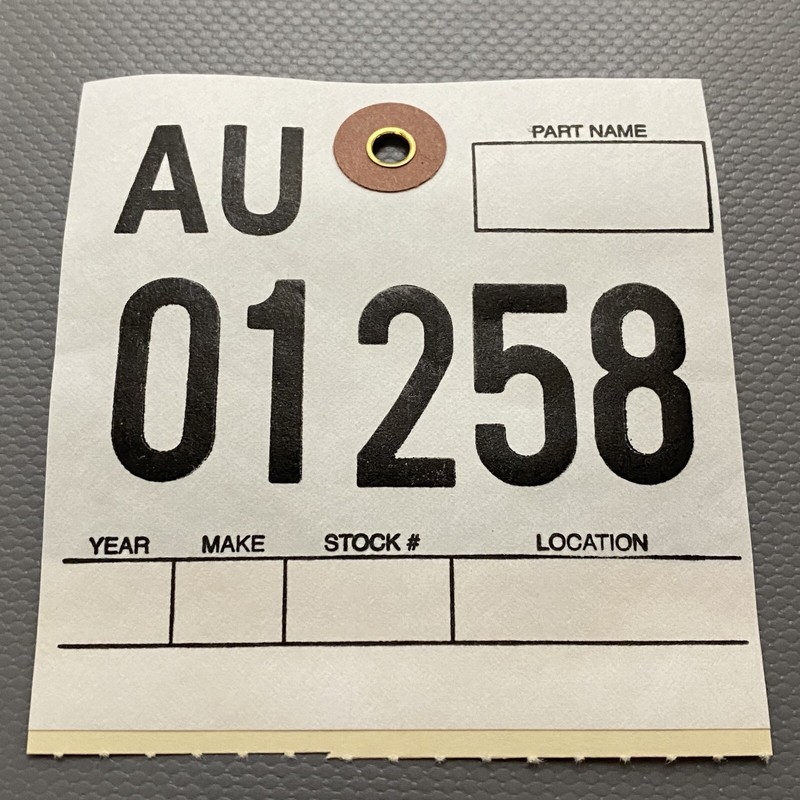 AU
PART NAME
01258
YEAR MAKE STOCK # LOCATION